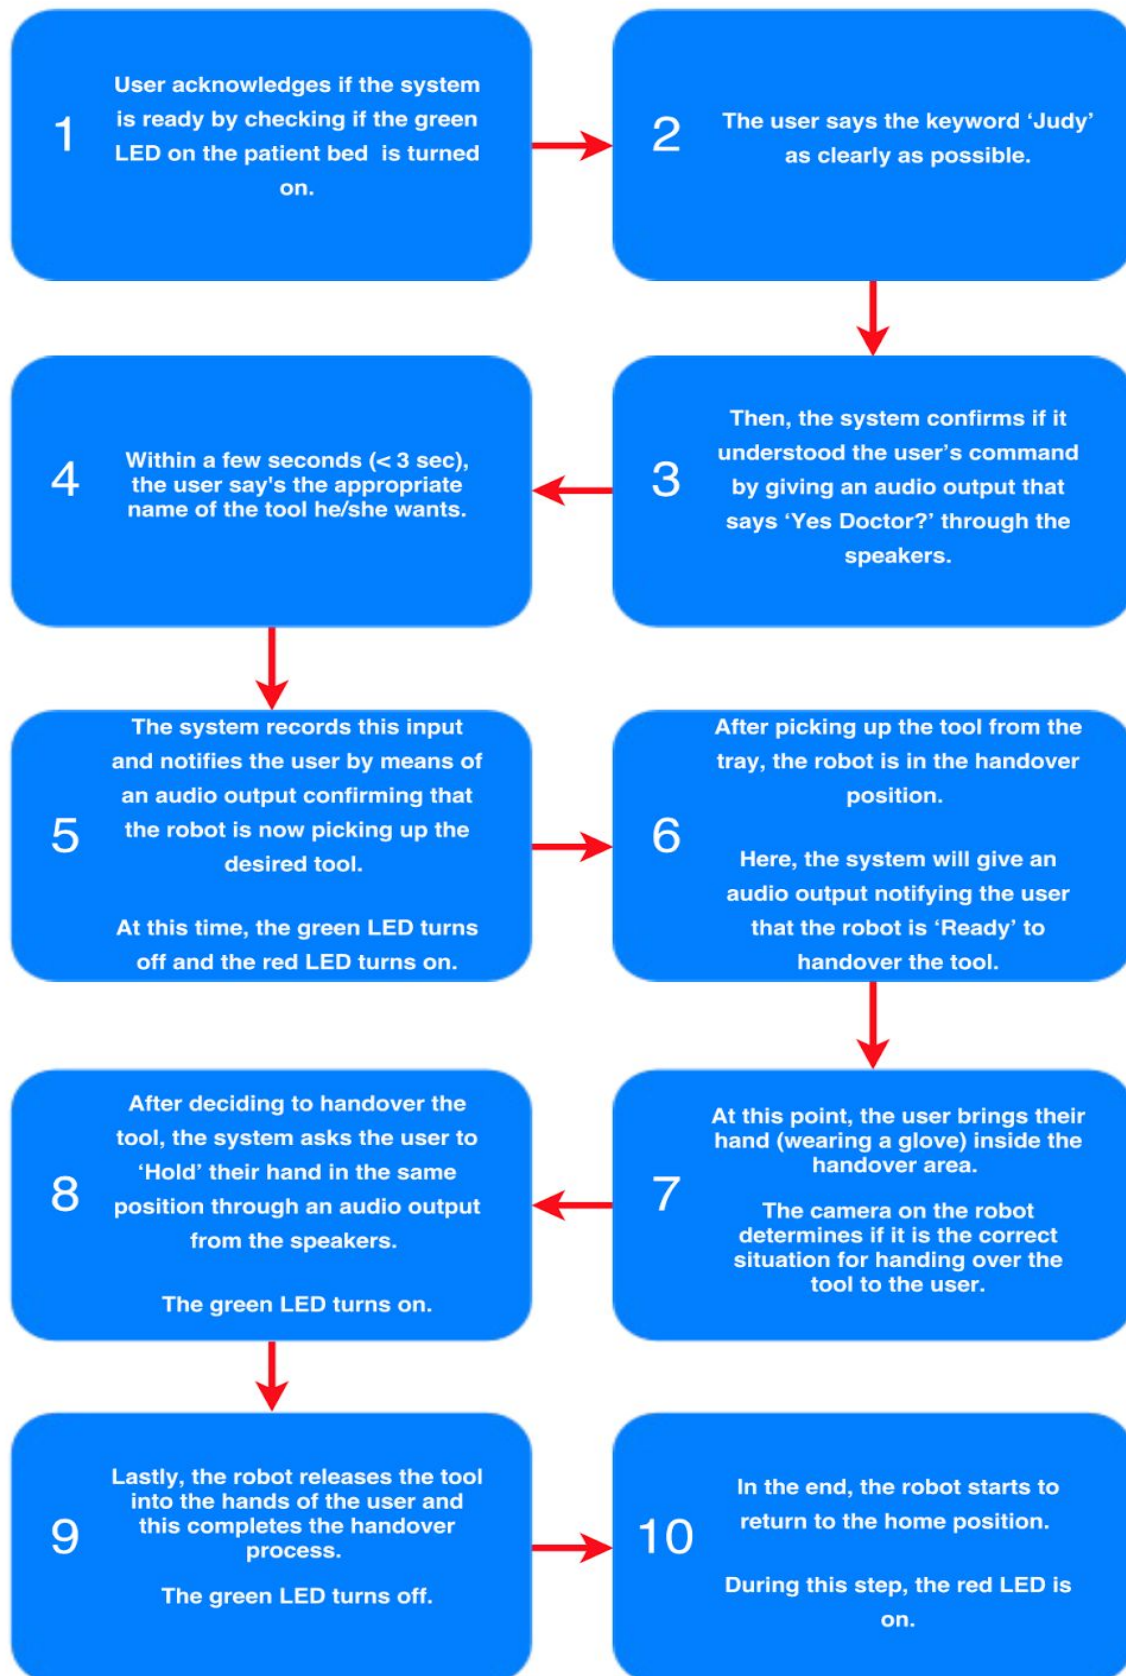 1
User acknowledges if the system
is ready by checking if the green
LED on the patient bed is turned
on.
2
The user says the keyword ‘Judy’
as clearly as possible.
3
Then, the system confirms if it
understood the user’s command
by giving an audio output that
says ‘Yes Doctor?’ through the
speakers.
4
Within a few seconds (< 3 sec),
the user say's the appropriate
name of the tool he/she wants.
5
The system records this input
and notifies the user by means of
an audio output confirming that
the robot is now picking up the
desired tool.
At this time, the green LED turns
off and the red LED turns on.
6
After picking up the tool from the
tray, the robot is in the handover
position.
Here, the system will give an
audio output notifying the user
that the robot is ‘Ready’ to
handover the tool.
7
At this point, the user brings their
hand (wearing a glove) inside the
handover area.
The camera on the robot
determines if it is the correct
situation for handing over the
tool to the user.
8
After deciding to handover the
tool, the system asks the user to
‘Hold’ their hand in the same
position through an audio output
from the speakers.
The green LED turns on.
9
Lastly, the robot releases the tool
into the hands of the user and
this completes the handover
process.
The green LED turns off.
10
In the end, the robot starts to
return to the home position.
During this step, the red LED is
on.